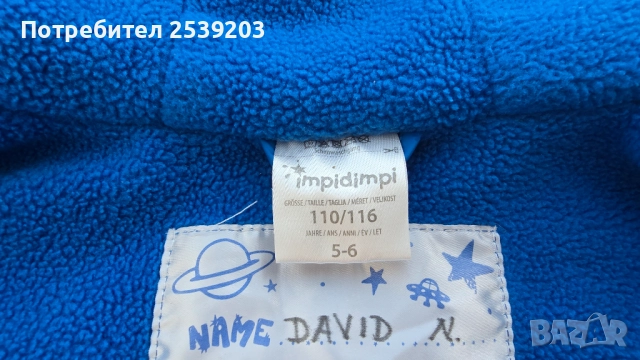 Потребител 2539203
impidimpi
GRÖSSE / TAILLE / TAGLIA / MÉRET / VELIKOST
110/116
JAHRE / ANS / ANNI / ÉV / LET
5-6
NAME DAVID N.
BAZAR